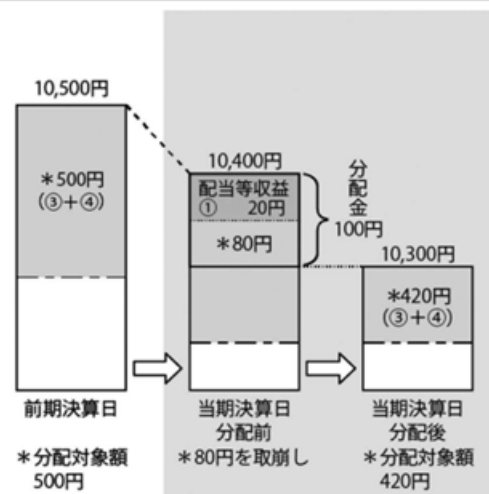 10,500円
＊500円
（③＋④）
前期決算日
＊分配対象額
500円
10,400円
配当等収益
① 20円
＊80円
分配金
100円
当期決算日
分配前
＊80円を取崩し
10,300円
＊420円
（③＋④）
当期決算日
分配後
＊分配対象額
420円